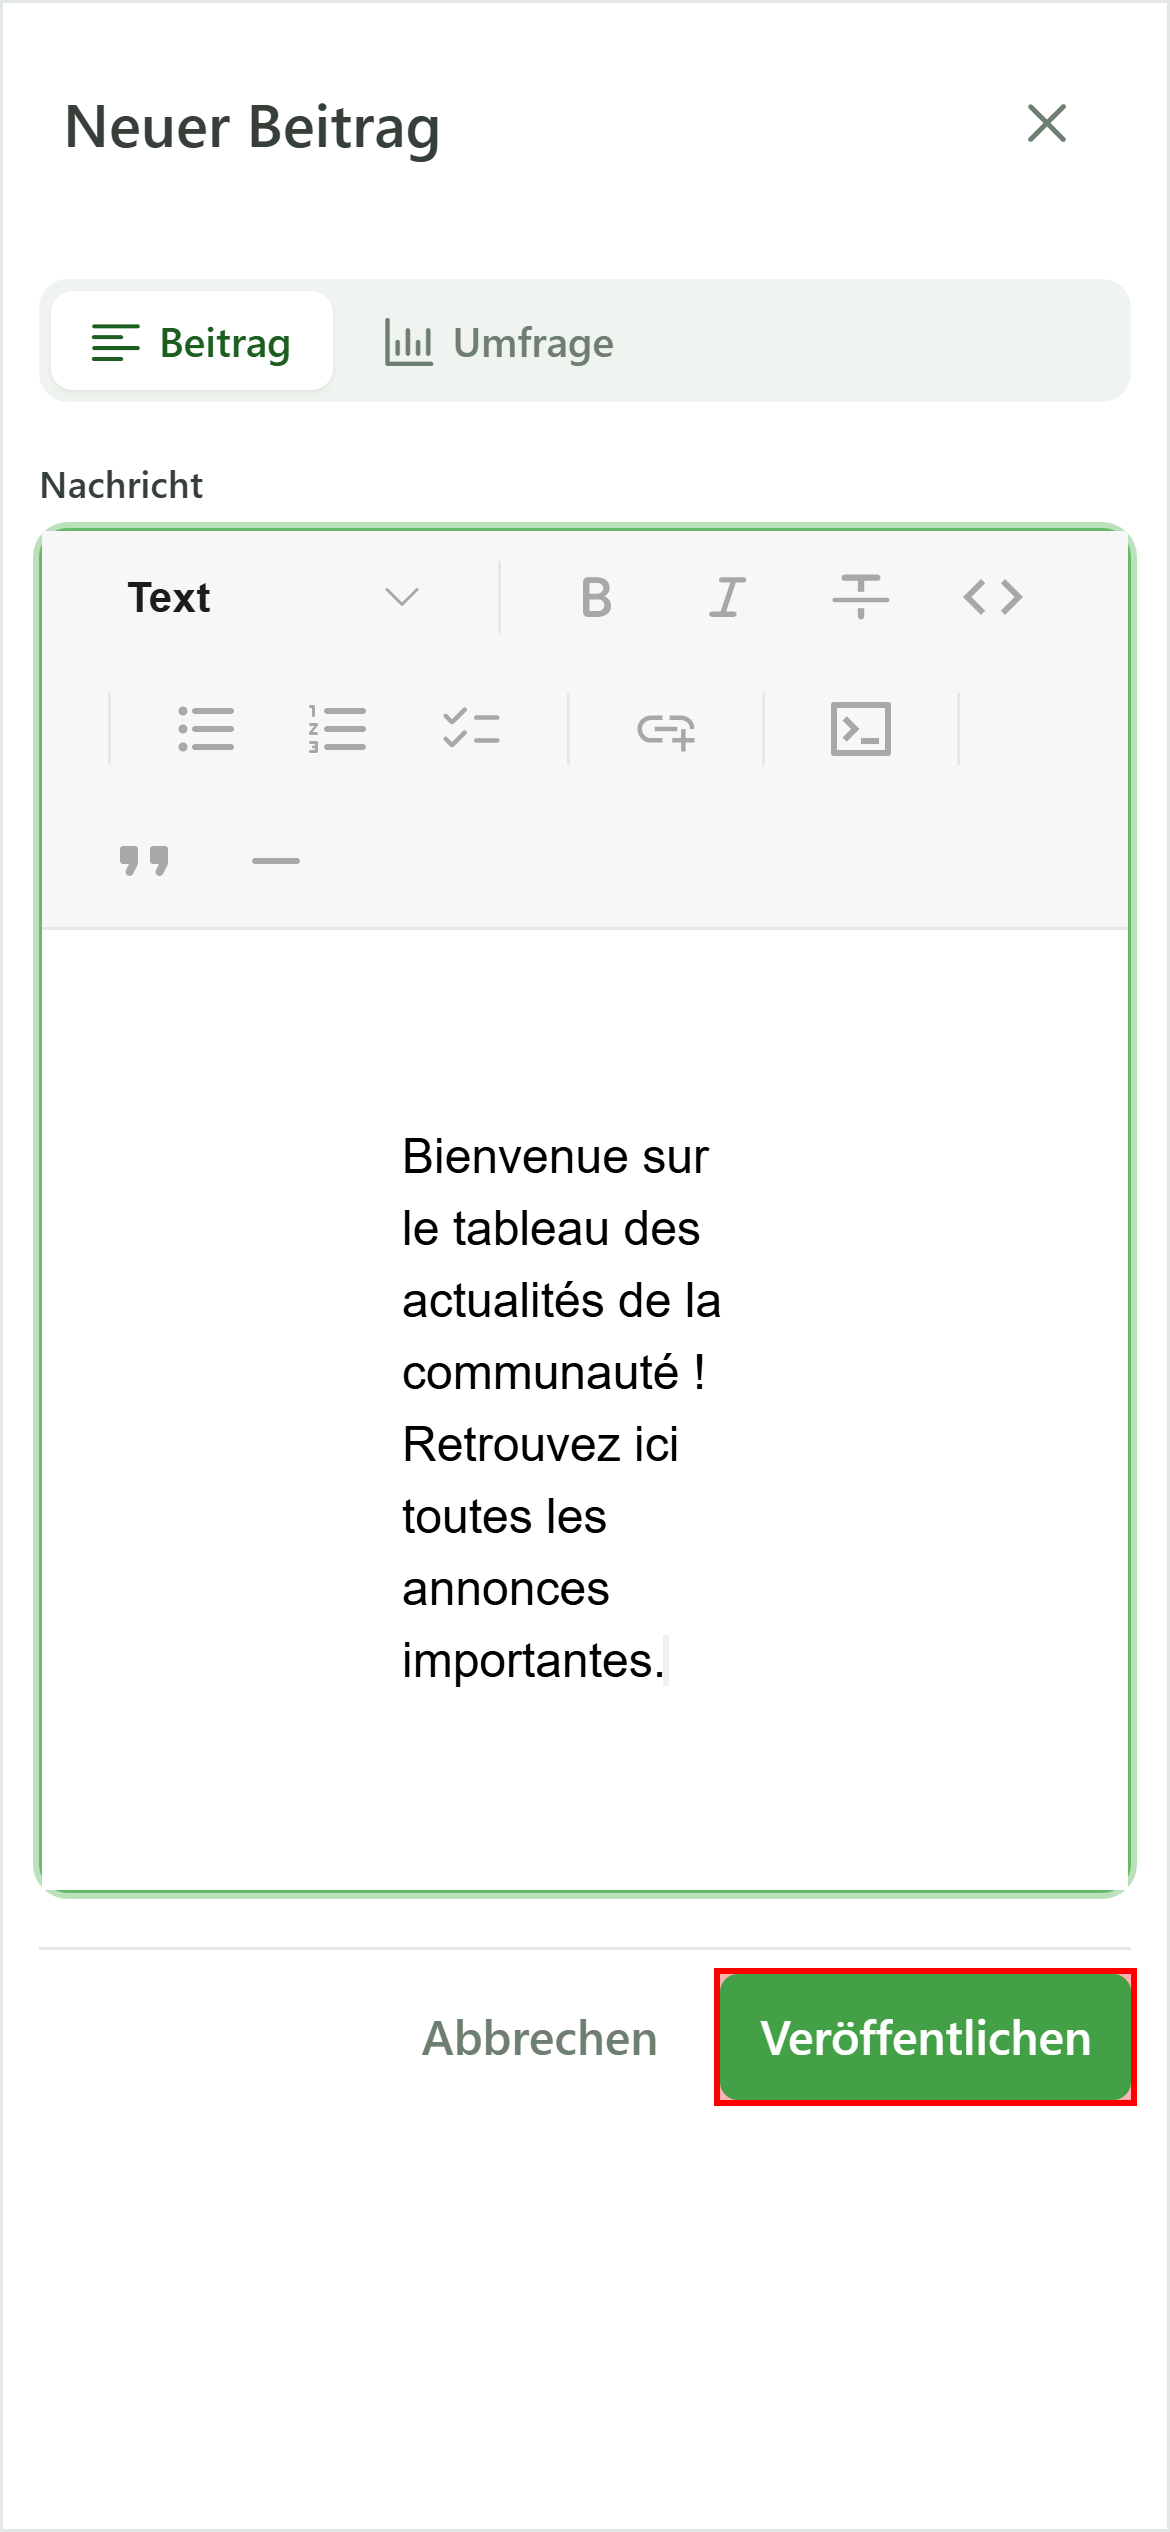 Neuer Beitrag
Beitrag Umfrage
Nachricht
Text
Bienvenue sur
le tableau des
actualités de la
communauté !
Retrouvez ici
toutes les
annonces
importantes.
Abbrechen Veröffentlichen